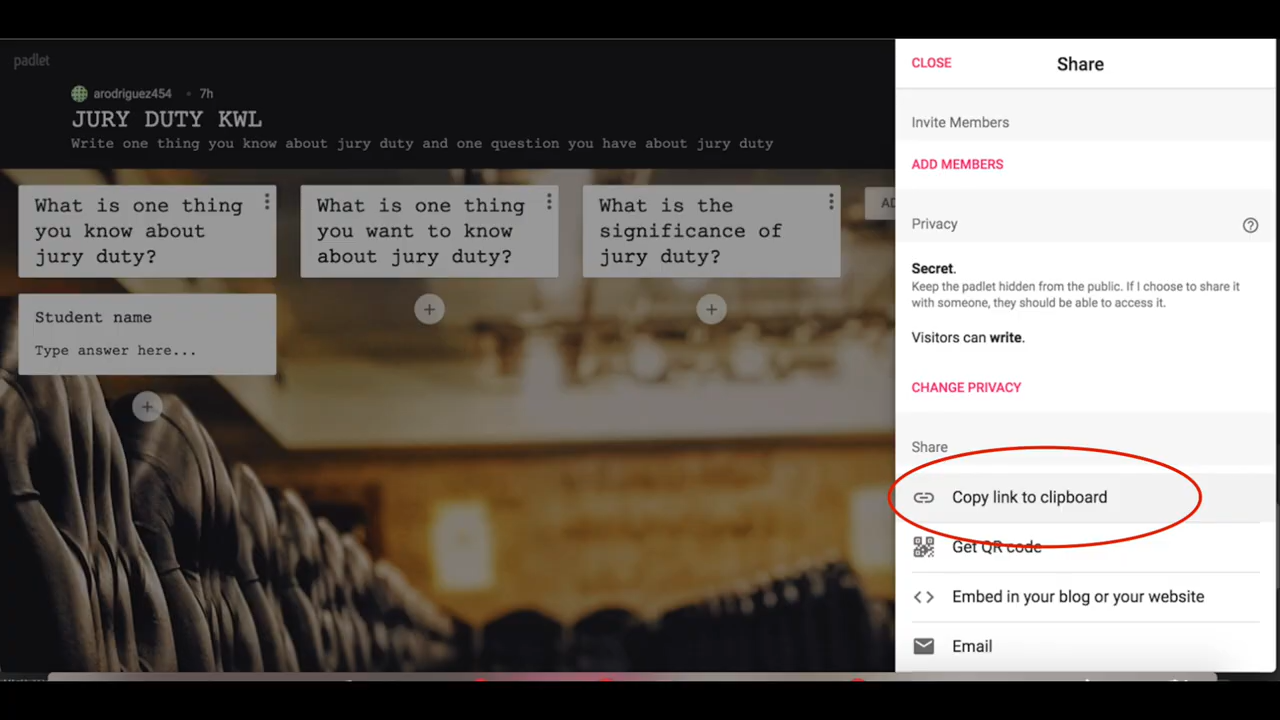 padlet
arodriguez454 • 7h
JURY DUTY KWL
Write one thing you know about jury duty and one question you have about jury duty
What is one thing
you know about
jury duty?
Student name
Type answer here...
What is one thing
you want to know
about jury duty?
What is the
significance of
jury duty?
AD
CLOSE
Share
Invite Members
ADD MEMBERS
Privacy
Secret.
Keep the padlet hidden from the public. If I choose to share it
with someone, they should be able to access it.
Visitors can write.
CHANGE PRIVACY
Share
Copy link to clipboard
Get QR code
Embed in your blog or your website
Email